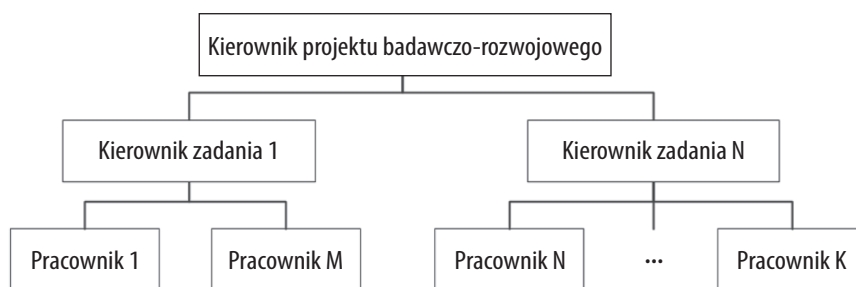 Kierownik projektu badawczo-rozwojowego
Kierownik zadania 1
Kierownik zadania N
Pracownik 1
Pracownik M
Pracownik N
...
Pracownik K